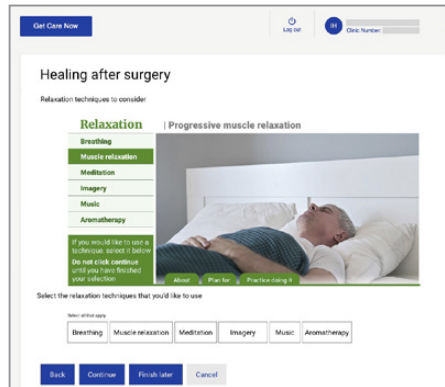 Get Care Now
Log out
IH
Clinic Number:
Healing after surgery
Relaxation techniques to consider
Relaxation | Progressive muscle relaxation
Breathing
Muscle relaxation
Meditation
Imagery
Music
Aromatherapy
If you would like to use a
technique, select it below
Do not click continue
until you have finished
your selection
About Plan for Practice doing it
Select the relaxation techniques that you'd like to use
Select all that apply
Breathing Muscle relaxation Meditation Imagery Music Aromatherapy
Back Continue Finish later Cancel